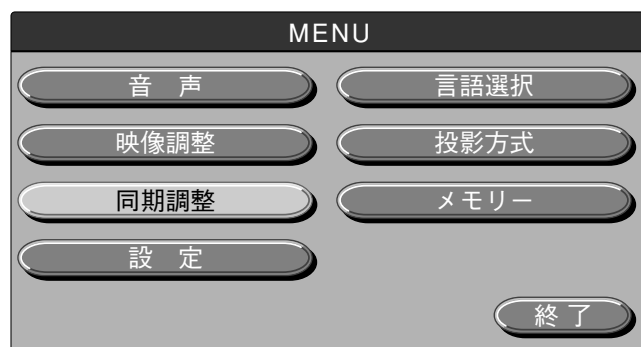 MENU
音 声
言語選択
映像調整
投影方式
同期調整
メモリー
設 定
終 了